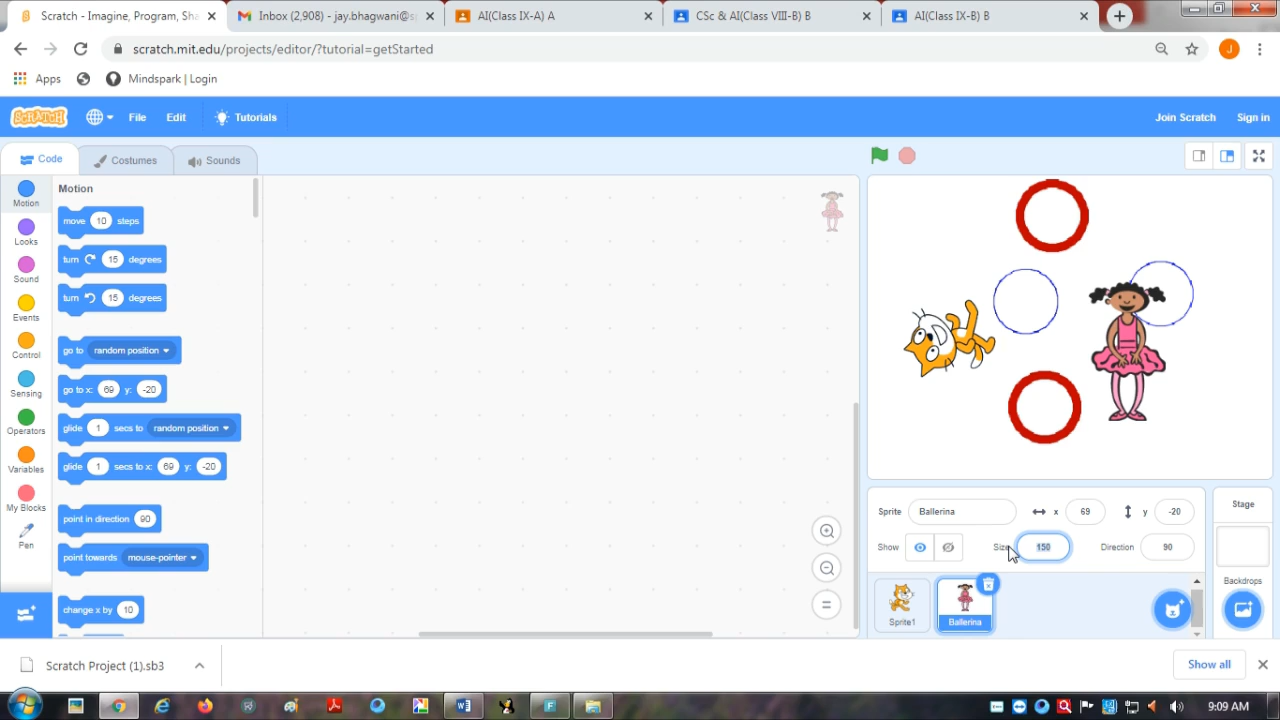 Scratch - Imagine, Program, Sha
Inbox (2,908) - jay.bhagwani@s
AI(Class IX-A) A
CSc & AI(Class VIII-B) B
AI(Class IX-B) B
scratch.mit.edu/projects/editor/?tutorial=getStarted
J
Apps
Mindspark | Login
SCRATCH
File
Edit
Tutorials
Join Scratch
Sign in
Code
Costumes
Sounds
Motion
Looks
Sound
Events
Control
Sensing
Operators
Variables
My Blocks
Pen
Motion
move 10 steps
turn 15 degrees
turn 15 degrees
go to random position
go to x: 69 y: -20
glide 1 secs to random position
glide 1 secs to x: 69 y: -20
point in direction 90
point towards mouse-pointer
change x by 10
Sprite Ballerina x 69 y -20
Show Size 150 Direction 90
Sprite1
Ballerina
Stage
Backdrops
Scratch Project (1).sb3
Show all
9:09 AM